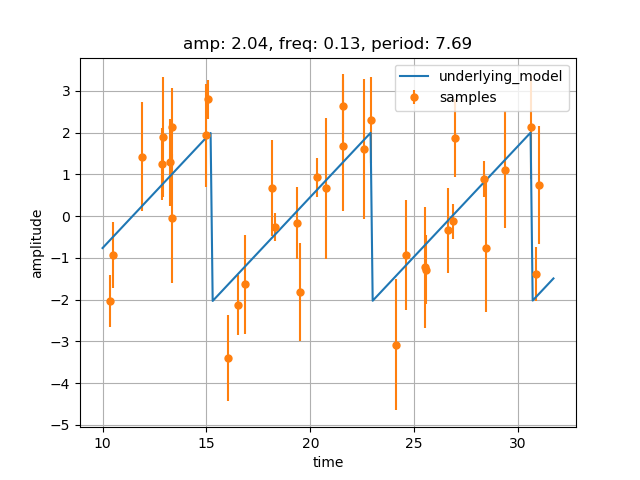 amp: 2.04, freq: 0.13, period: 7.69
underlying_model
samples
3
2
1
0
−1
−2
−3
−4
−5
amplitude
10
15
20
25
30
time